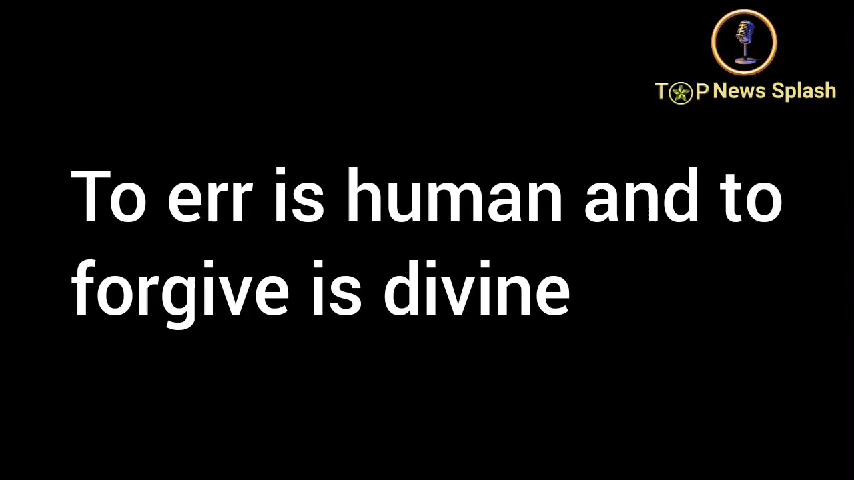 TOP News Splash
To err is human and to
forgive is divine